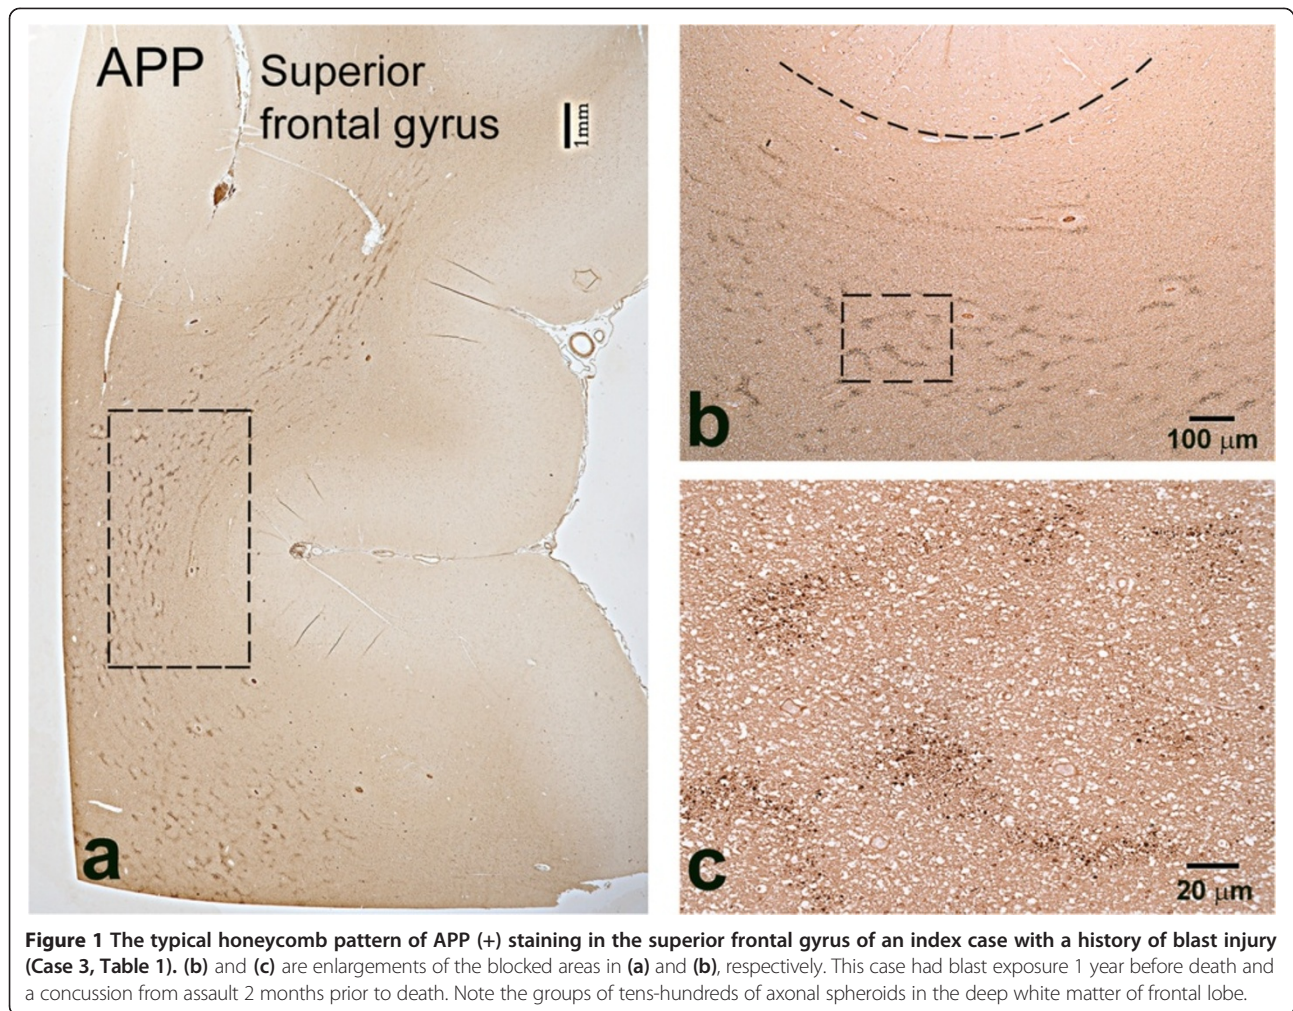 APP
Superior
frontal gyrus
1mm
a
b
100 μm
c
20 μm
Figure 1 The typical honeycomb pattern of APP (+) staining in the superior frontal gyrus of an index case with a history of blast injury
(Case 3, Table 1). (b) and (c) are enlargements of the blocked areas in (a) and (b), respectively. This case had blast exposure 1 year before death and
a concussion from assault 2 months prior to death. Note the groups of tens-hundreds of axonal spheroids in the deep white matter of frontal lobe.